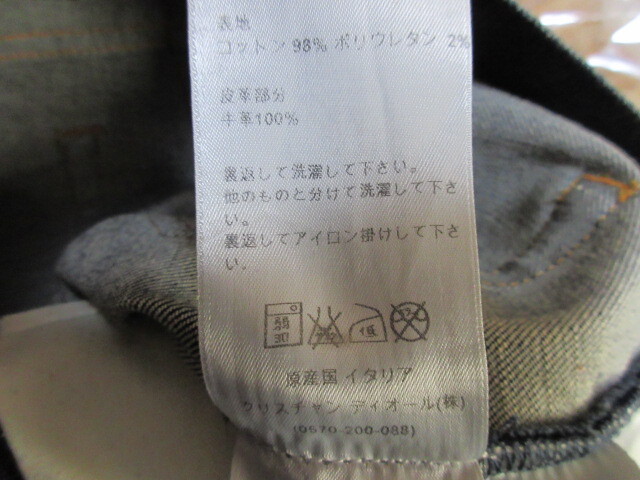 表地
コットン 98% ポリウレタン 2%
皮革部分
牛革100%
裏返して洗濯して下さい。
他のものと分けて洗濯して下さ
い。
裏返してアイロン掛けして下さ
い。
弱
30
低
原産国 イタリア
クリスチャン ディオール(株)
(0570-200-088)